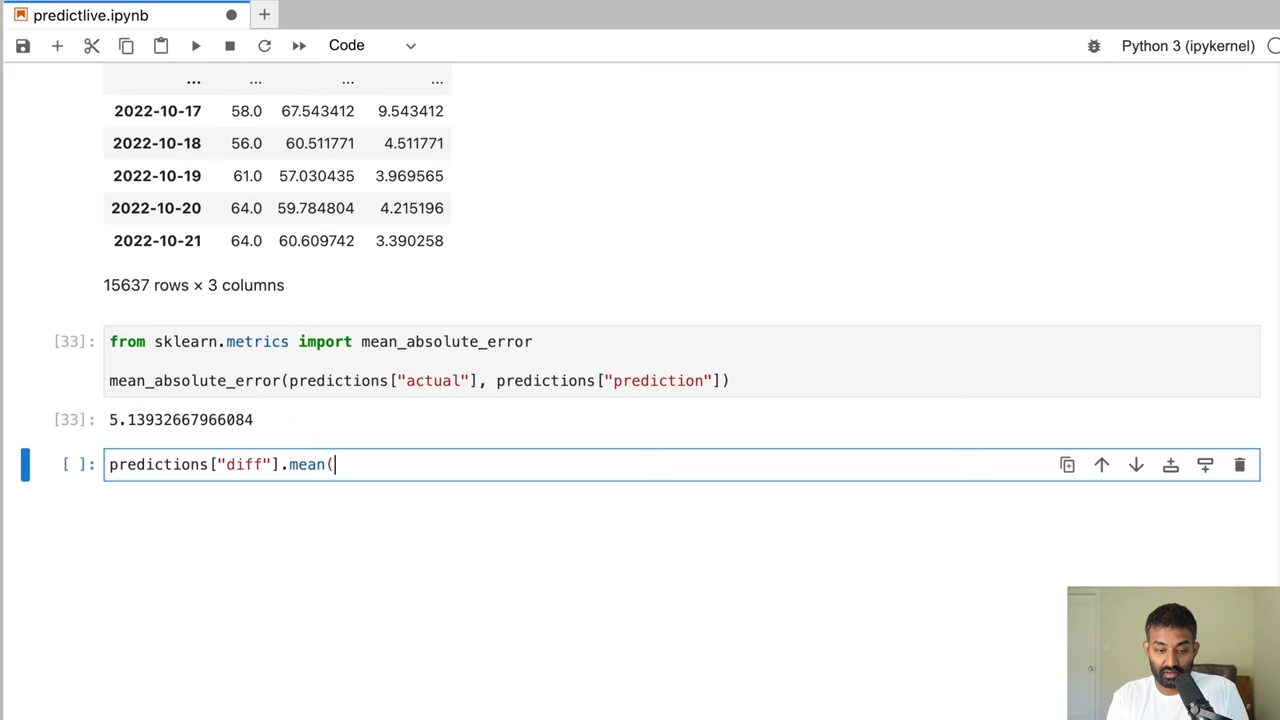 predictlive.ipynb
Code
Python 3 (ipykernel)
... ... ... ...
2022-10-17 58.0 67.543412 9.543412
2022-10-18 56.0 60.511771 4.511771
2022-10-19 61.0 57.030435 3.969565
2022-10-20 64.0 59.784804 4.215196
2022-10-21 64.0 60.609742 3.390258
15637 rows × 3 columns
[33]: from sklearn.metrics import mean_absolute_error
mean_absolute_error(predictions["actual"], predictions["prediction"])
[33]: 5.13932667966084
[ ]: predictions["diff"].mean(